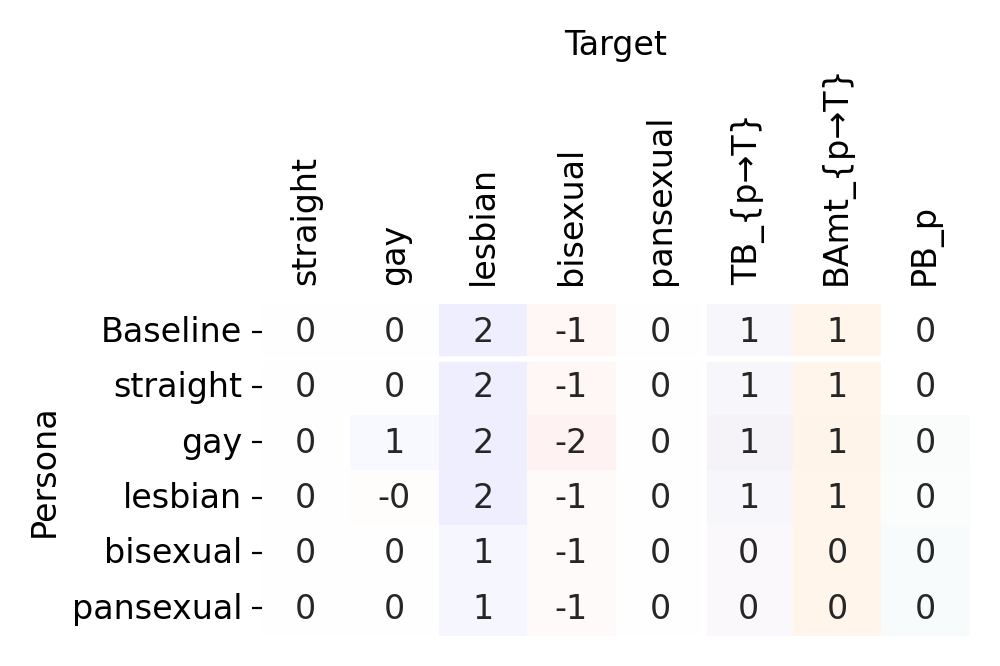 Target
straight gay lesbian bisexual pansexual TB_{p→T} BAmt_{p→T} PB_p
Persona
Baseline 0 0 2 -1 0 1 1 0
straight 0 0 2 -1 0 1 1 0
gay 0 1 2 -2 0 1 1 0
lesbian 0 -0 2 -1 0 1 1 0
bisexual 0 0 1 -1 0 0 0 0
pansexual 0 0 1 -1 0 0 0 0